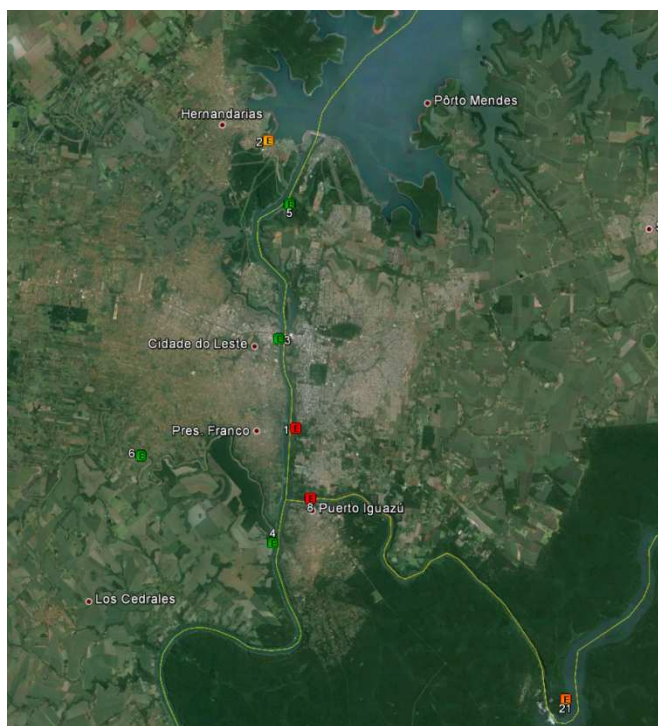 Pôrto Mendes
Hernandarias
2 E
E
5
Cidade do Leste
E 3
Pres. Franco
1 E
6 E
E
8 Puerto Iguazú
4
E
Los Cedrales
E
21